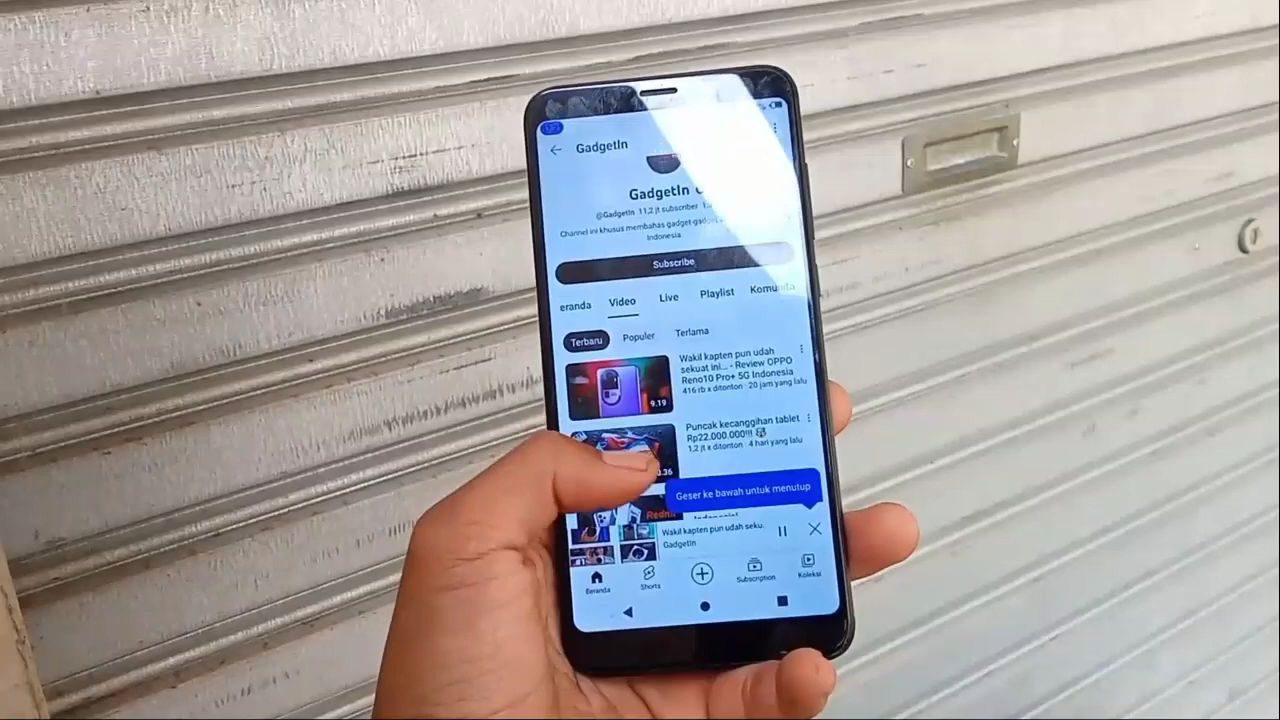 GadgetIn
GadgetIn
@GadgetIn 11,2 jt subscriber
Channel ini khusus membahas gadget-gadget
Indonesia.
Subscribe
eranda Video Live Playlist Komun
Terbaru Populer Terlama
Wakil kapten pun udah
sekuat ini... - Review OPPO
Reno10 Pro+ 5G Indonesia
416 rb x ditonton · 20 jam yang lalu
9.19
Puncak kecanggihan tablet
Rp22.000.000!!!
1,2 jt x ditonton · 4 hari yang lalu
.36
Geser ke bawah untuk menutup
Redmi
Wakil kapten pun udah seku.
GadgetIn
Beranda Shorts Subscription Koleksi